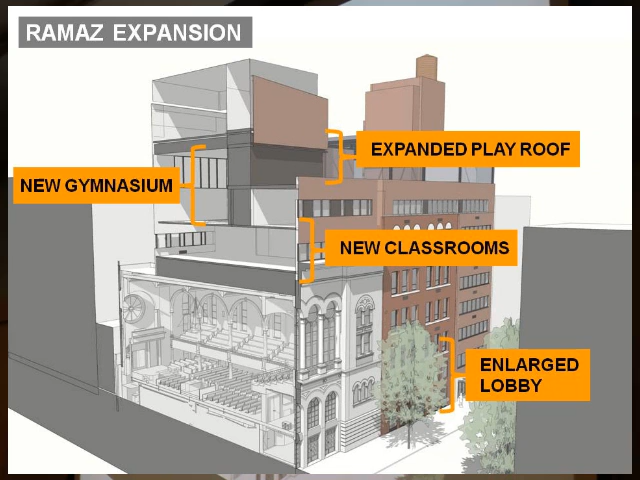 RAMAZ EXPANSION
EXPANDED PLAY ROOF
NEW GYMNASIUM
NEW CLASSROOMS
ENLARGED
LOBBY